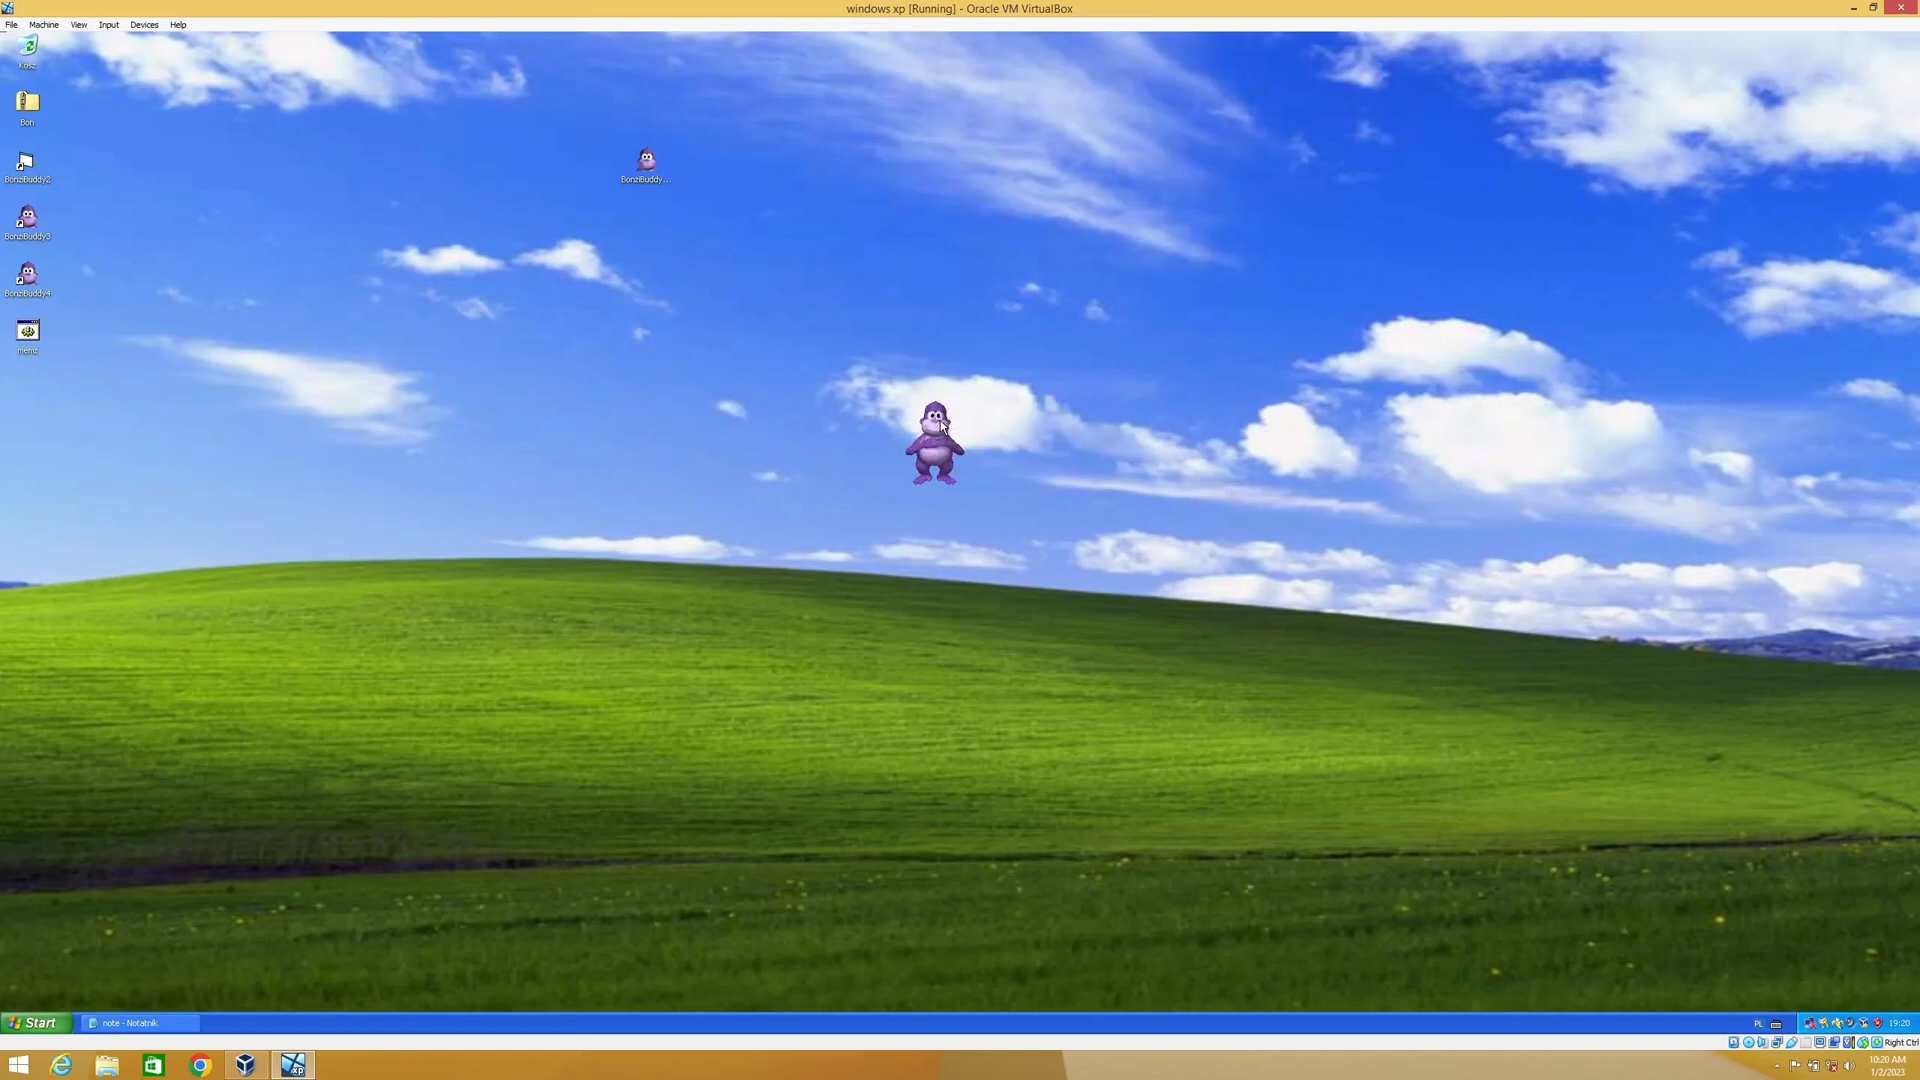 windows xp [Running] - Oracle VM VirtualBox
File Machine View Input Devices Help
Kosz
Bon
BonziBuddy2
BonziBuddy...
BonziBuddy3
BonziBuddy4
memz
Start
note - Notatnik
PL
19:20
Right Ctrl
xp
10:20 AM
1/2/2023